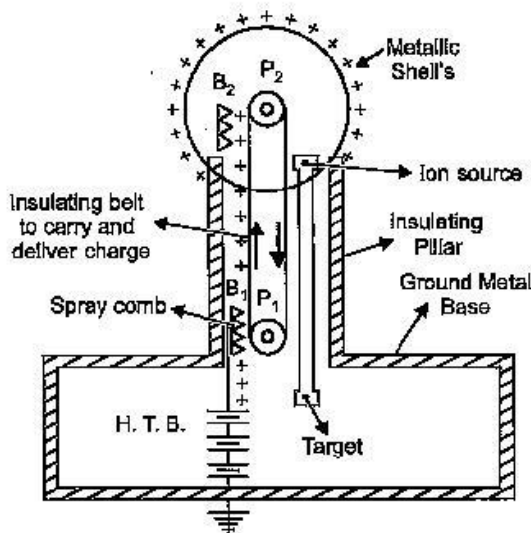 Metallic
Shell's
P2
B2
Ion source
Insulating belt
to carry and
deliver charge
Insulating
Pillar
Ground Metal
Base
B1
P1
Spray comb
H. T. B.
Target